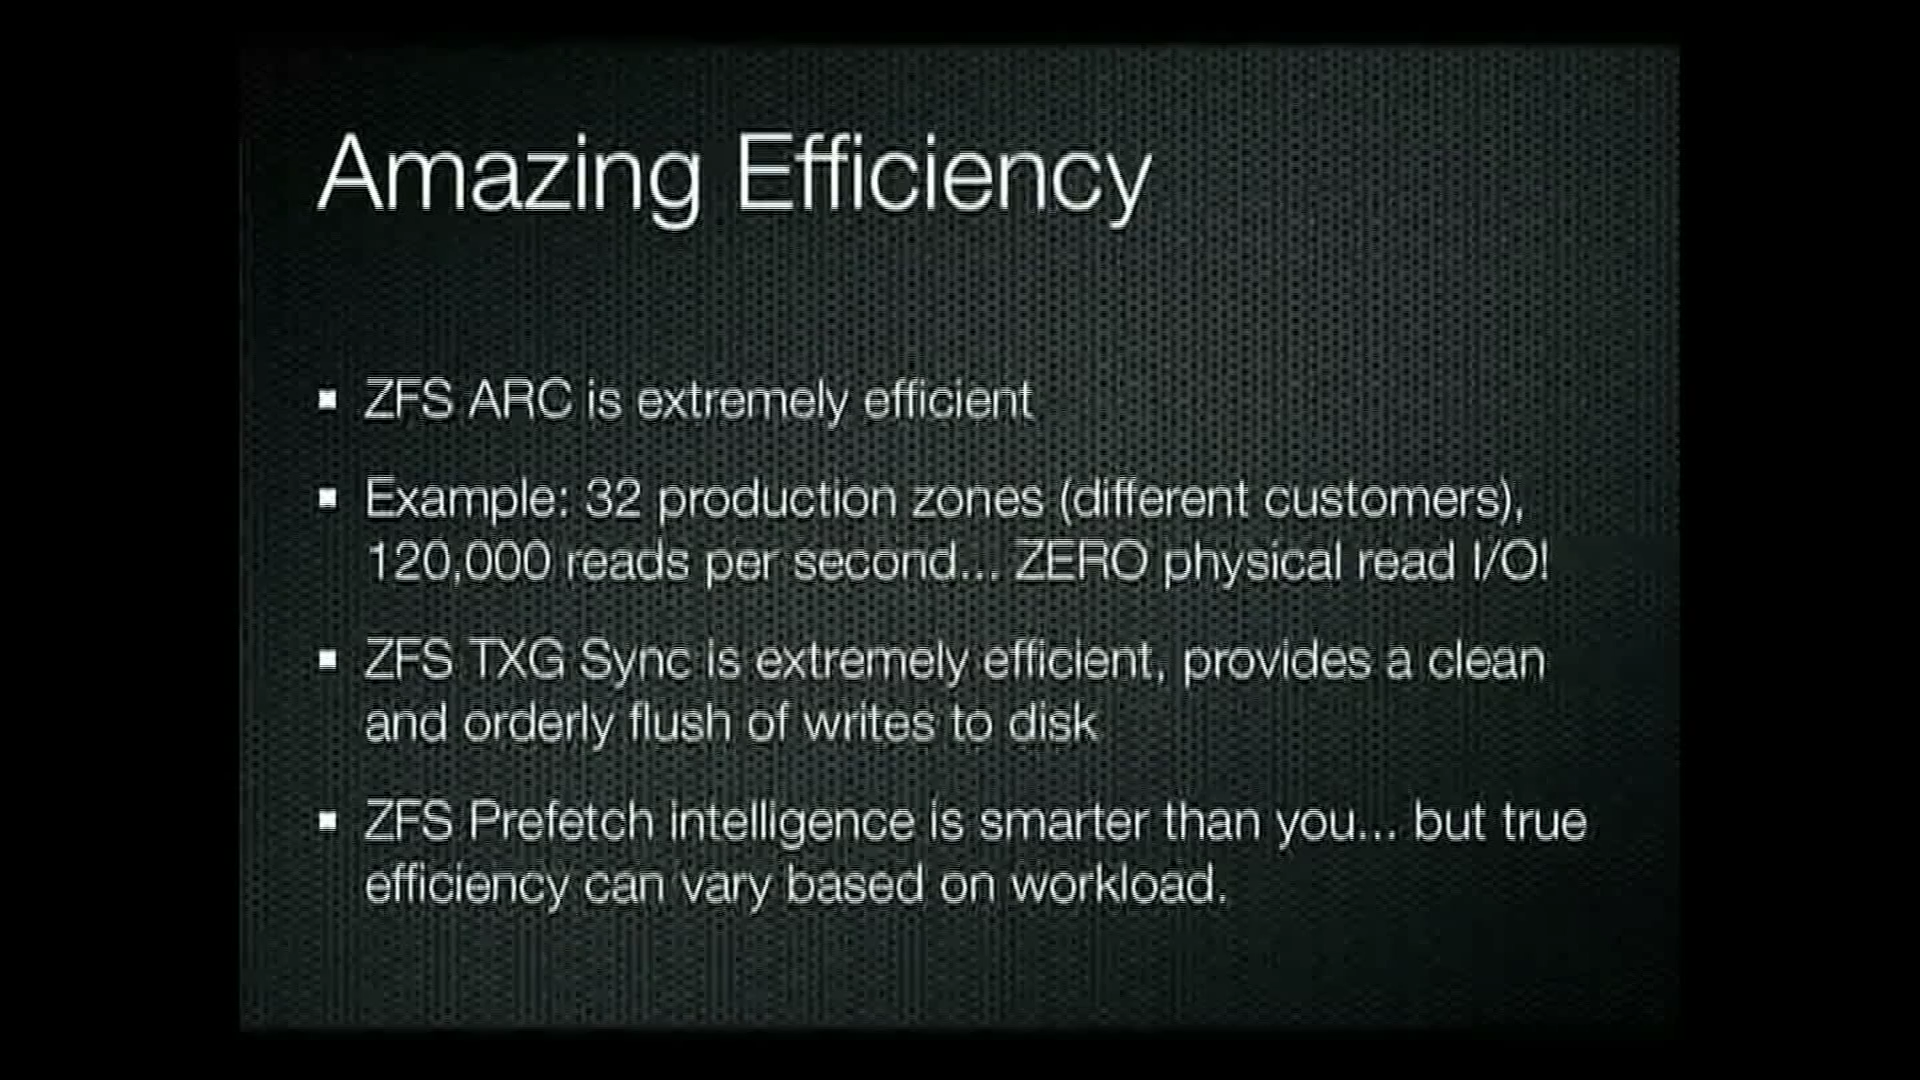 Amazing Efficiency
ZFS ARC is extremely efficient
Example: 32 production zones (different customers),
120,000 reads per second... ZERO physical read I/O!
ZFS TXG Sync is extremely efficient, provides a clean
and orderly flush of writes to disk
ZFS Prefetch intelligence is smarter than you... but true
efficiency can vary based on workload.